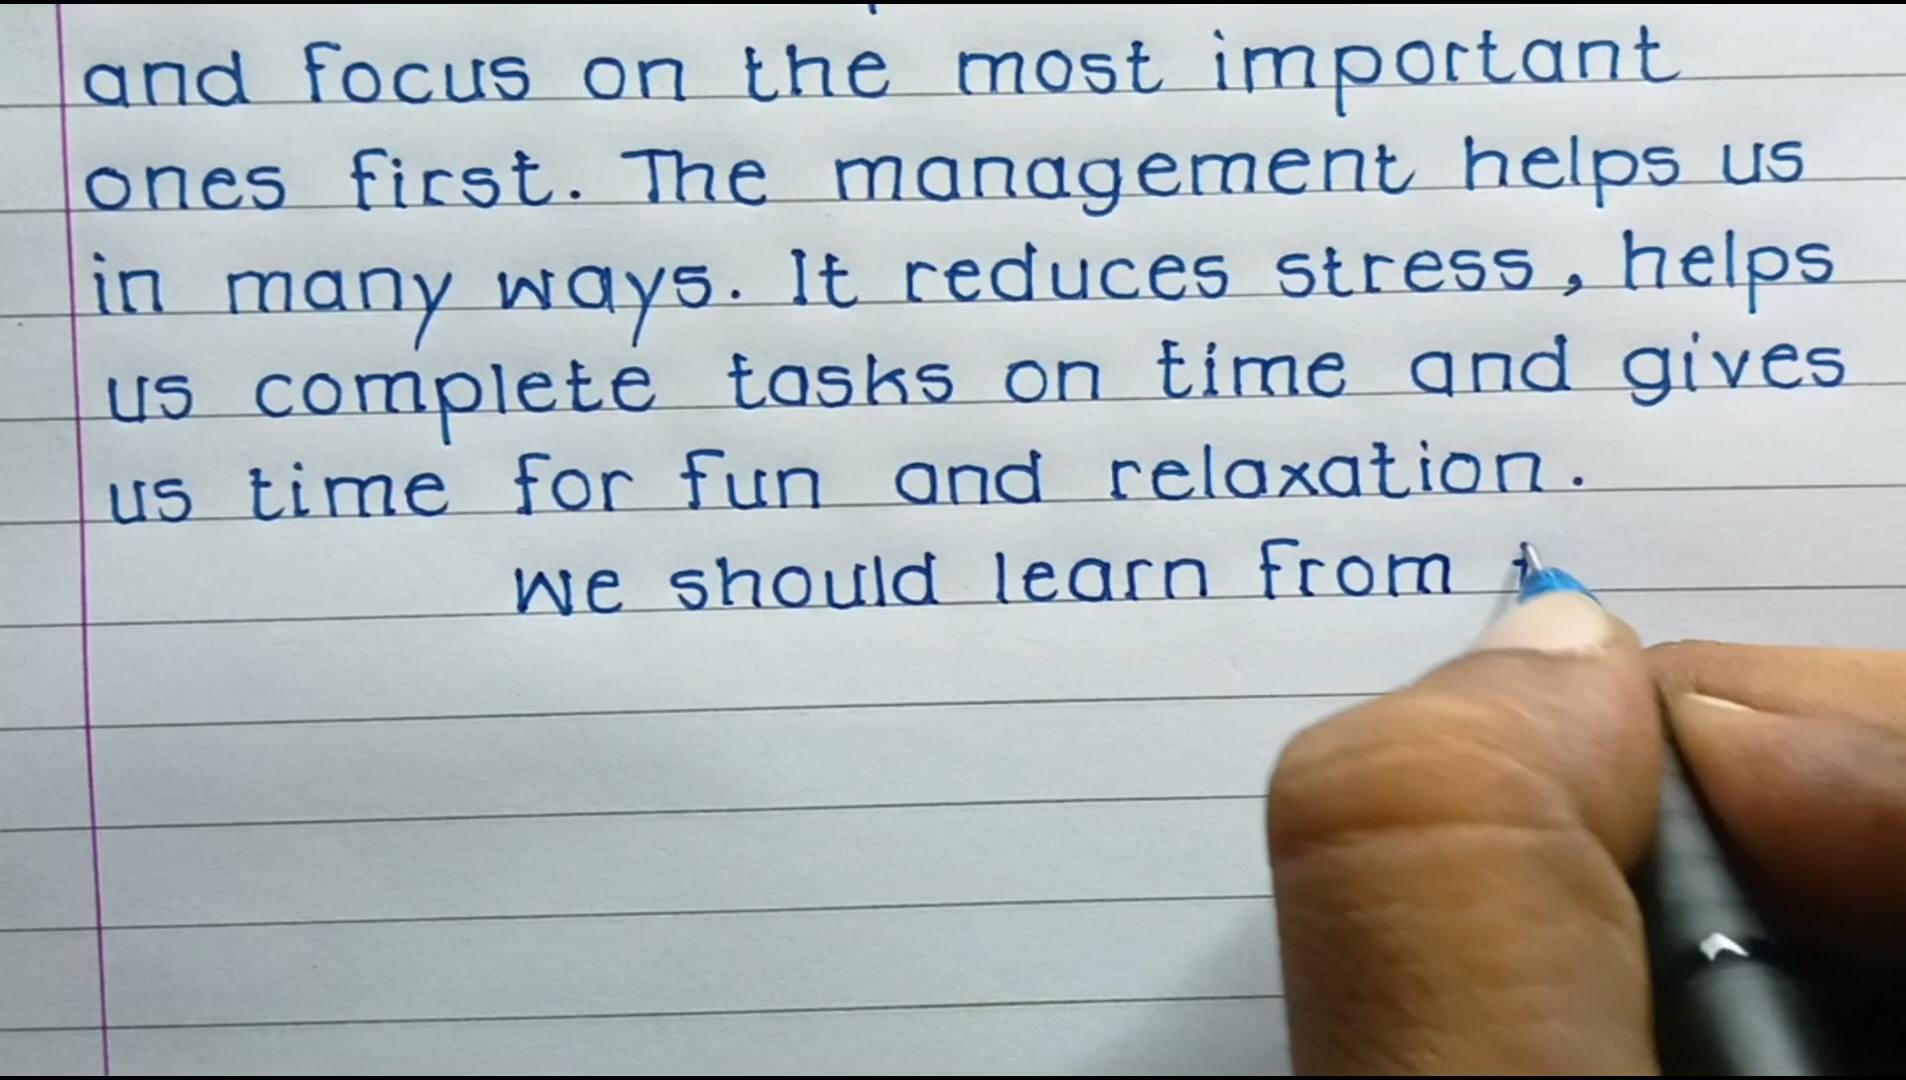 and focus on the most important
ones first. The management helps us
in many ways. It reduces stress, helps
us complete tasks on time and gives
us time for fun and relaxation.
We should learn from